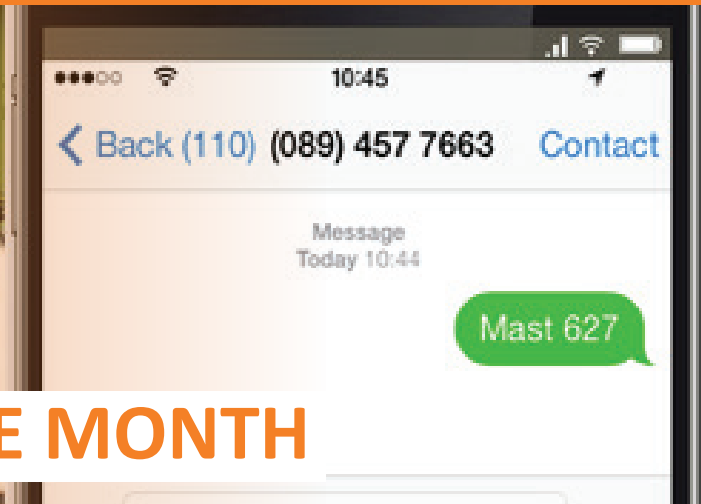 10:45
Back (110) (089) 457 7663 Contact
Message
Today 10:44
Mast 627
E MONTH